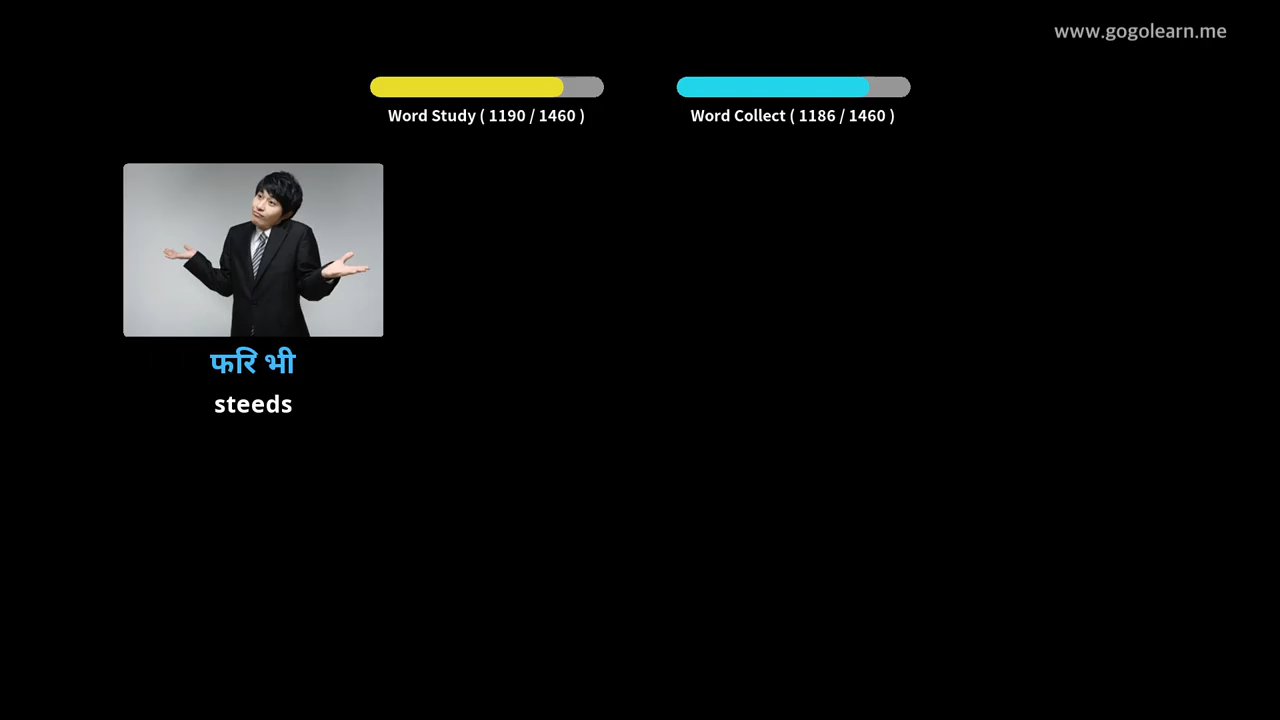 www.gogolearn.me
Word Study ( 1190 / 1460 )
Word Collect ( 1186 / 1460 )
फरि भी
steeds